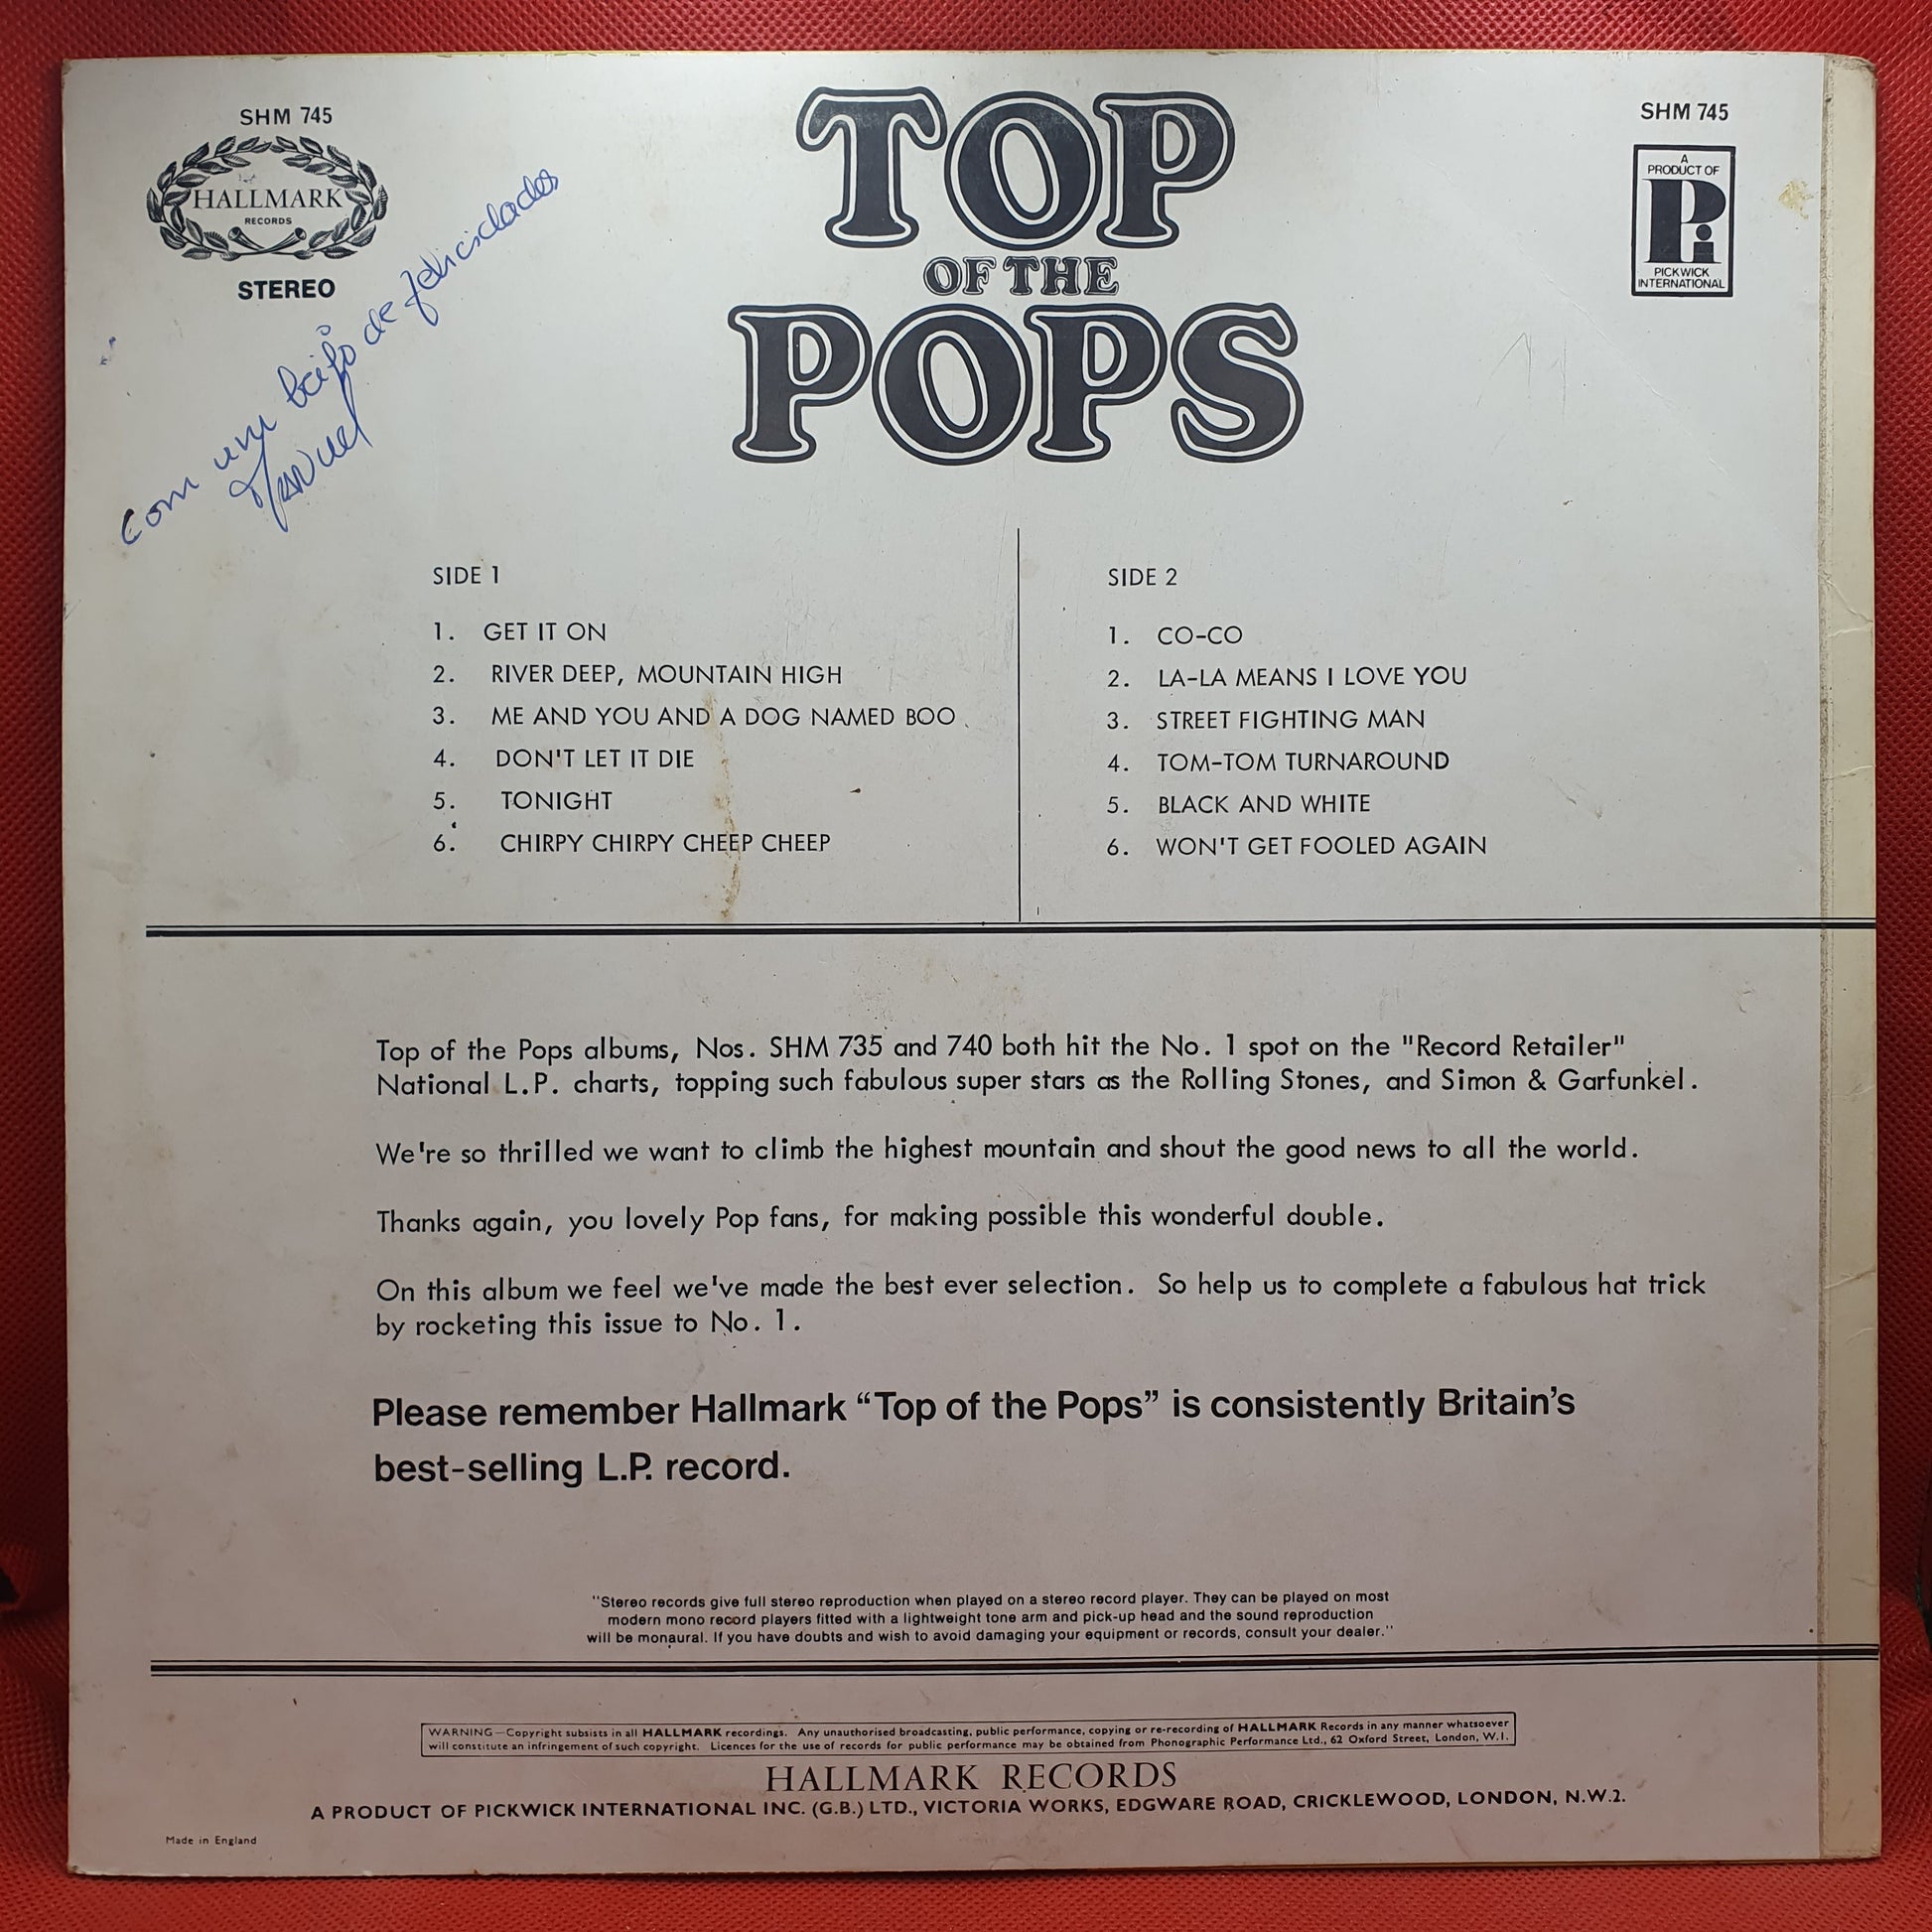 SHM 745
HALLMARK
RECORDS
STEREO
com um beijo de felicidades
Manuel
TOP
OF THE
POPS
SHM 745
A
PRODUCT OF
Pi
PICKWICK
INTERNATIONAL
SIDE 1
1. GET IT ON
2. RIVER DEEP, MOUNTAIN HIGH
3. ME AND YOU AND A DOG NAMED BOO
4. DON'T LET IT DIE
5. TONIGHT
6. CHIRPY CHIRPY CHEEP CHEEP
SIDE 2
1. CO-CO
2. LA-LA MEANS I LOVE YOU
3. STREET FIGHTING MAN
4. TOM-TOM TURNAROUND
5. BLACK AND WHITE
6. WON'T GET FOOLED AGAIN
Top of the Pops albums, Nos. SHM 735 and 740 both hit the No. 1 spot on the "Record Retailer"
National L.P. charts, topping such fabulous super stars as the Rolling Stones, and Simon & Garfunkel.
We're so thrilled we want to climb the highest mountain and shout the good news to all the world.
Thanks again, you lovely Pop fans, for making possible this wonderful double.
On this album we feel we've made the best ever selection. So help us to complete a fabulous hat trick
by rocketing this issue to No. 1.
Please remember Hallmark “Top of the Pops” is consistently Britain’s
best-selling L.P. record.
"Stereo records give full stereo reproduction when played on a stereo record player. They can be played on most
modern mono record players fitted with a lightweight tone arm and pick-up head and the sound reproduction
will be monaural. If you have doubts and wish to avoid damaging your equipment or records, consult your dealer."
WARNING—Copyright subsists in all HALLMARK recordings. Any unauthorised broadcasting, public performance, copying or re-recording of HALLMARK Records in any manner whatsoever
will constitute an infringement of such copyright. Licences for the use of records for public performance may be obtained from Phonographic Performance Ltd., 62 Oxford Street, London, W.1.
HALLMARK RECORDS
A PRODUCT OF PICKWICK INTERNATIONAL INC. (G.B.) LTD., VICTORIA WORKS, EDGWARE ROAD, CRICKLEWOOD, LONDON, N.W.2.
Made in England